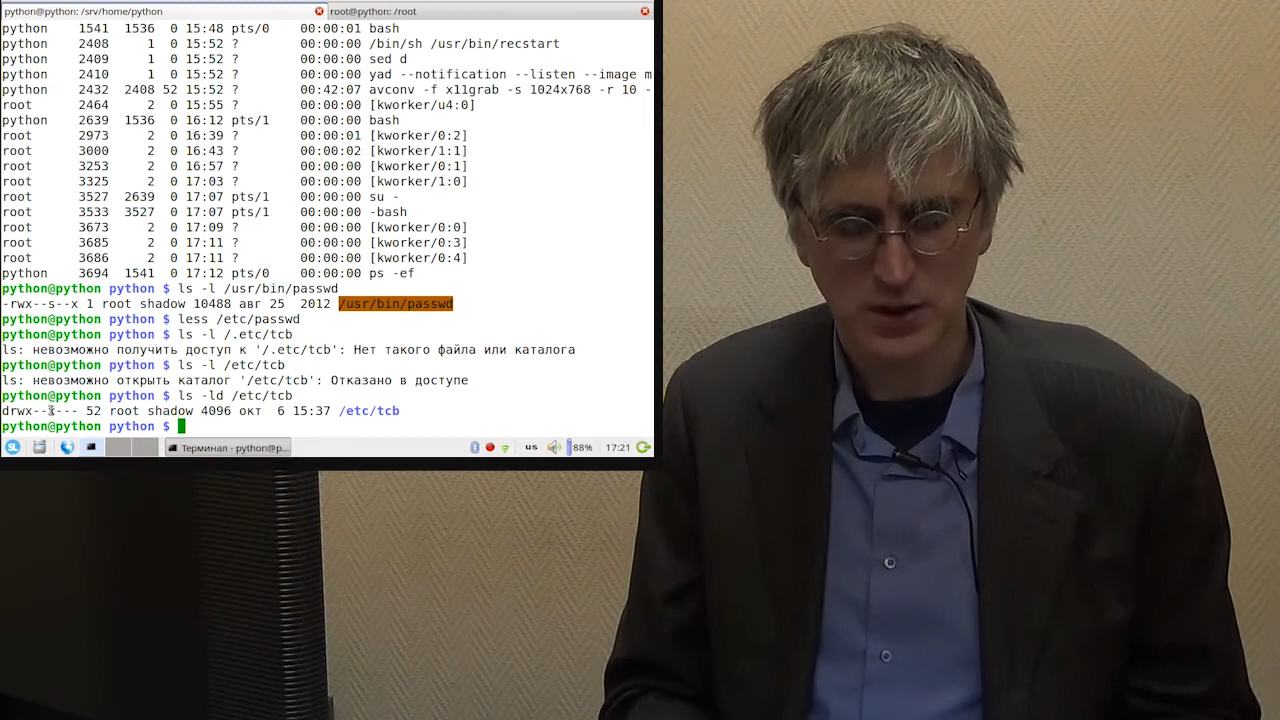 python@python: /srv/home/python
root@python: /root
python 1541 1536 0 15:48 pts/0 00:00:01 bash
python 2408 1 0 15:52 ? 00:00:00 /bin/sh /usr/bin/recstart
python 2409 1 0 15:52 ? 00:00:00 sed d
python 2410 1 0 15:52 ? 00:00:00 yad --notification --listen --image m
python 2432 2408 52 15:52 ? 00:42:07 avconv -f x11grab -s 1024x768 -r 10 -
root 2464 2 0 15:55 ? 00:00:00 [kworker/u4:0]
python 2639 1536 0 16:12 pts/1 00:00:00 bash
root 2973 2 0 16:39 ? 00:00:01 [kworker/0:2]
root 3000 2 0 16:43 ? 00:00:02 [kworker/1:1]
root 3253 2 0 16:57 ? 00:00:00 [kworker/0:1]
root 3325 2 0 17:03 ? 00:00:00 [kworker/1:0]
root 3527 2639 0 17:07 pts/1 00:00:00 su -
root 3533 3527 0 17:07 pts/1 00:00:00 -bash
root 3673 2 0 17:09 ? 00:00:00 [kworker/0:0]
root 3685 2 0 17:11 ? 00:00:00 [kworker/0:3]
root 3686 2 0 17:11 ? 00:00:00 [kworker/0:4]
python 3694 1541 0 17:12 pts/0 00:00:00 ps -ef
python@python python $ ls -l /usr/bin/passwd
-rwx--s--x 1 root shadow 10488 авг 25 2012 /usr/bin/passwd
python@python python $ less /etc/passwd
python@python python $ ls -l /.etc/tcb
ls: невозможно получить доступ к '/.etc/tcb': Нет такого файла или каталога
python@python python $ ls -l /etc/tcb
ls: невозможно открыть каталог '/etc/tcb': Отказано в доступе
python@python python $ ls -ld /etc/tcb
drwx--x--- 52 root shadow 4096 окт 6 15:37 /etc/tcb
python@python python $
SL
Терминал - python@p...
us
88%
17:21